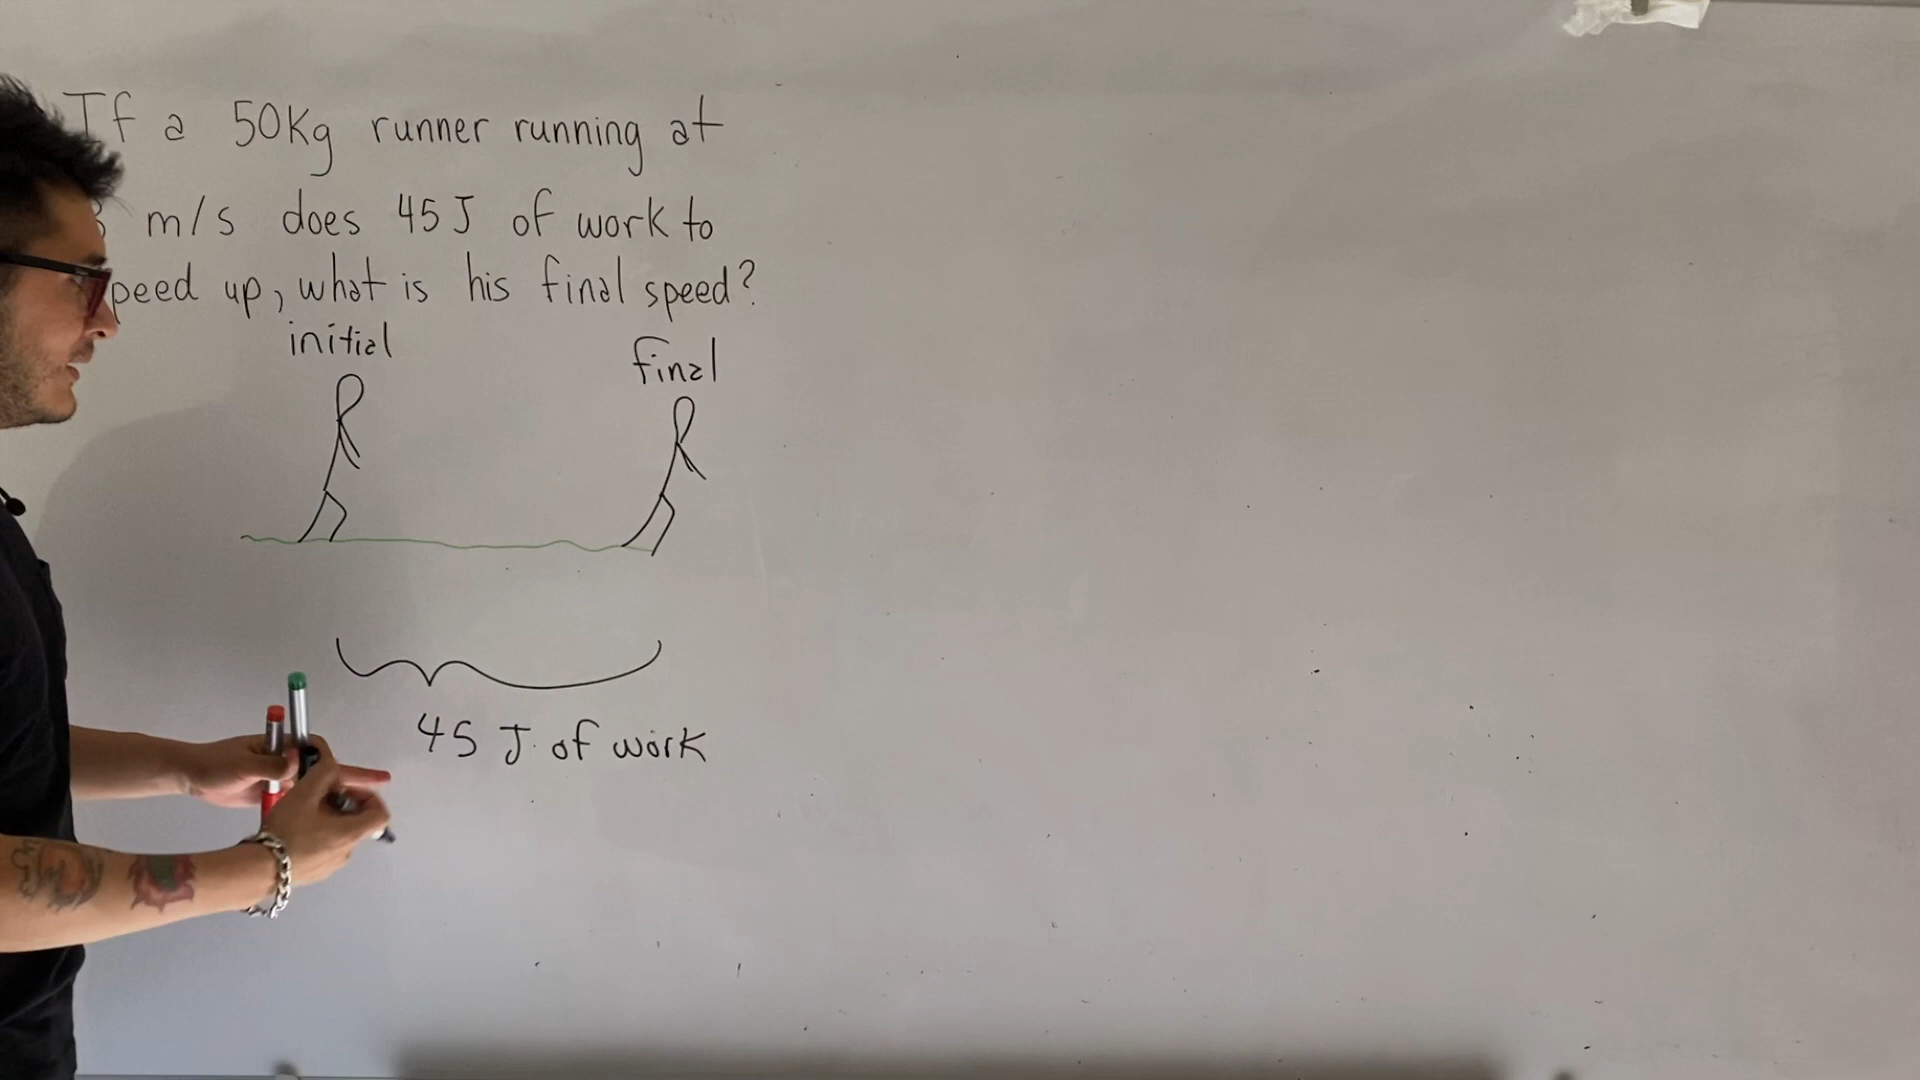 If a 50Kg runner running at
m/s does 45 J of work to
peed up, what is his final speed?
initial
final
45 J of work